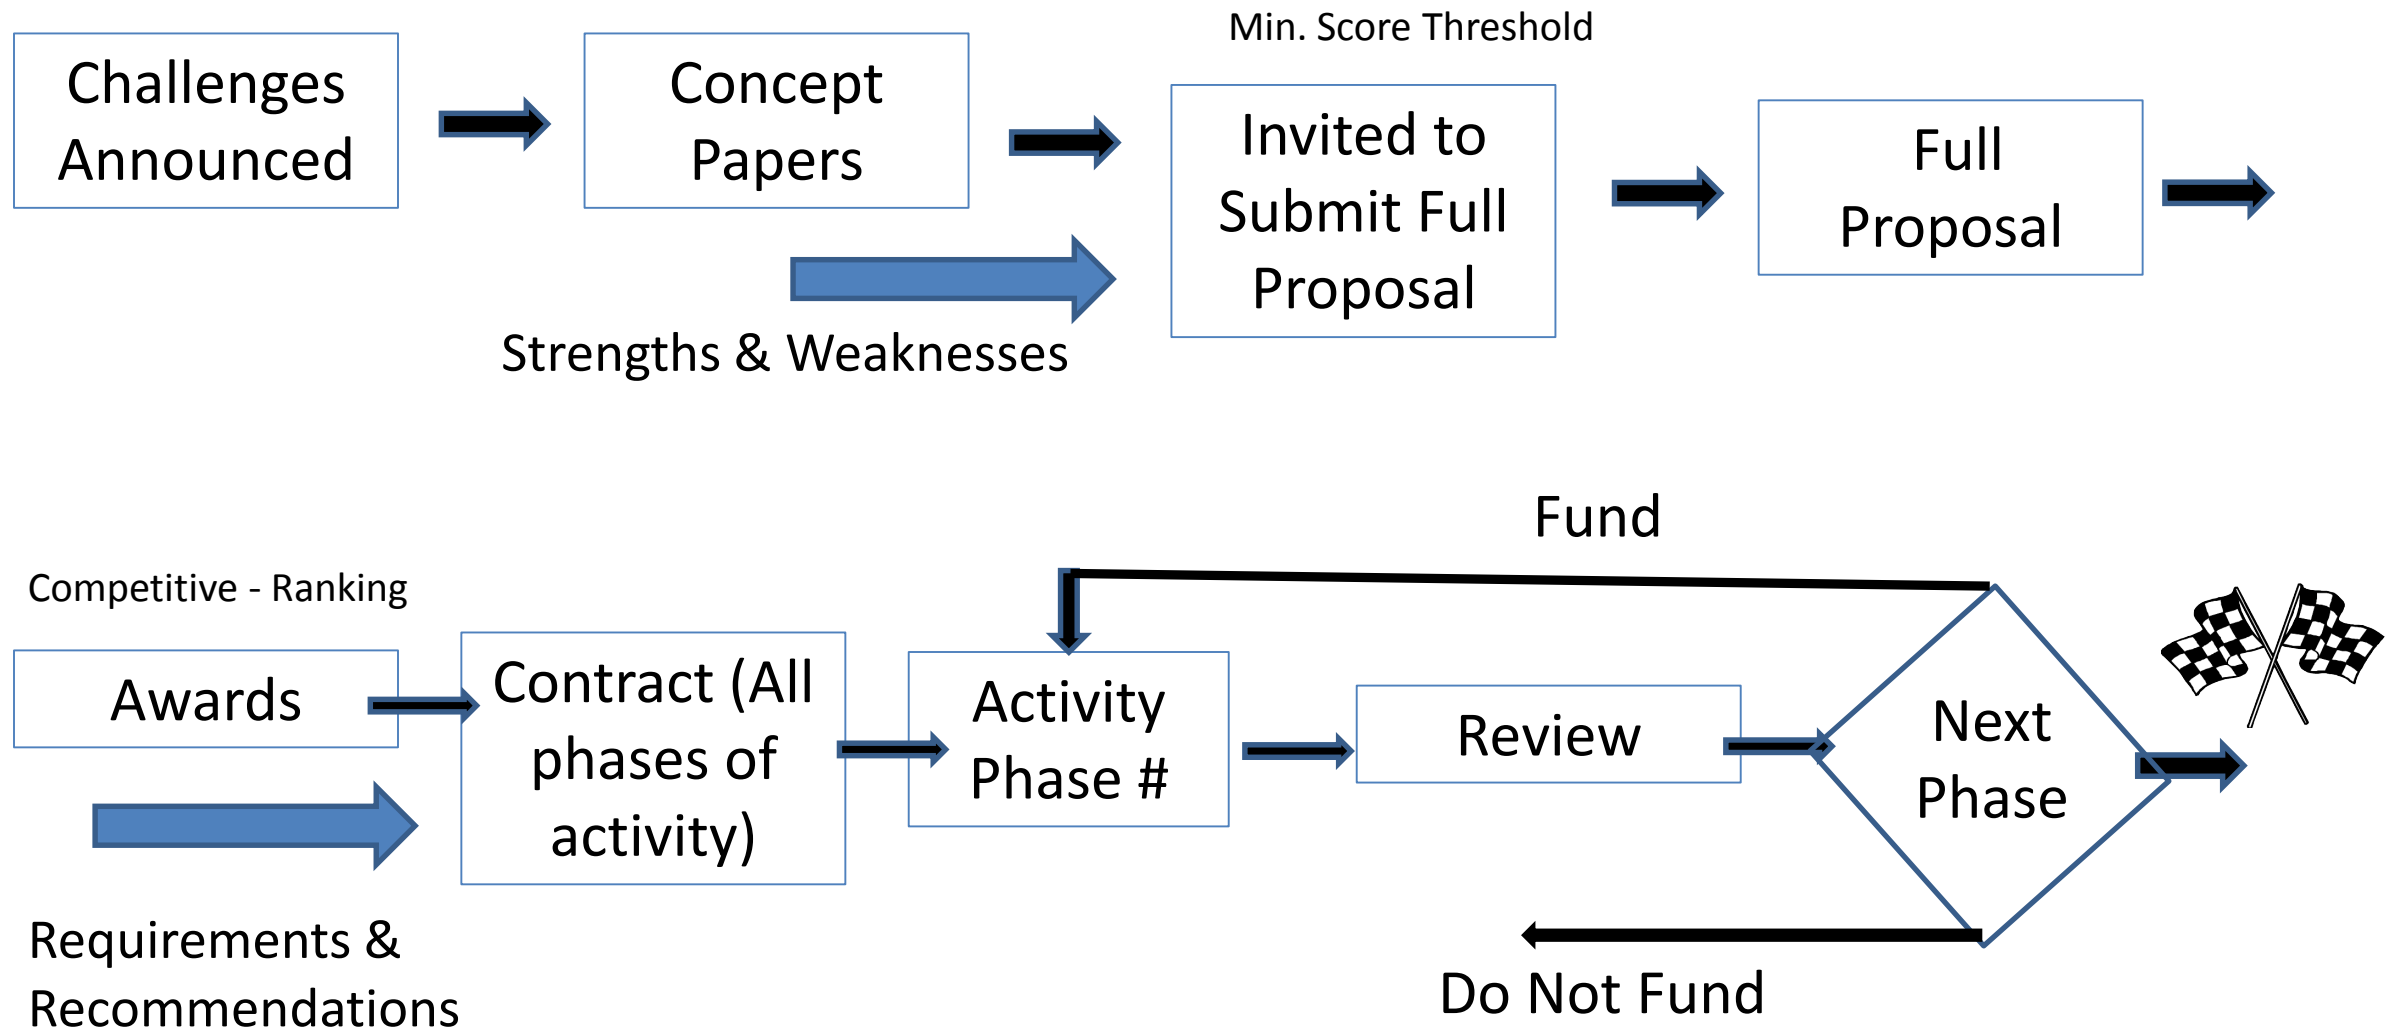 Min. Score Threshold
Challenges
Announced
Concept
Papers
Invited to
Submit Full
Proposal
Full
Proposal
Strengths & Weaknesses
Fund
Competitive - Ranking
Awards
Contract (All
phases of
activity)
Activity
Phase #
Review
Next
Phase
Requirements &
Recommendations
Do Not Fund